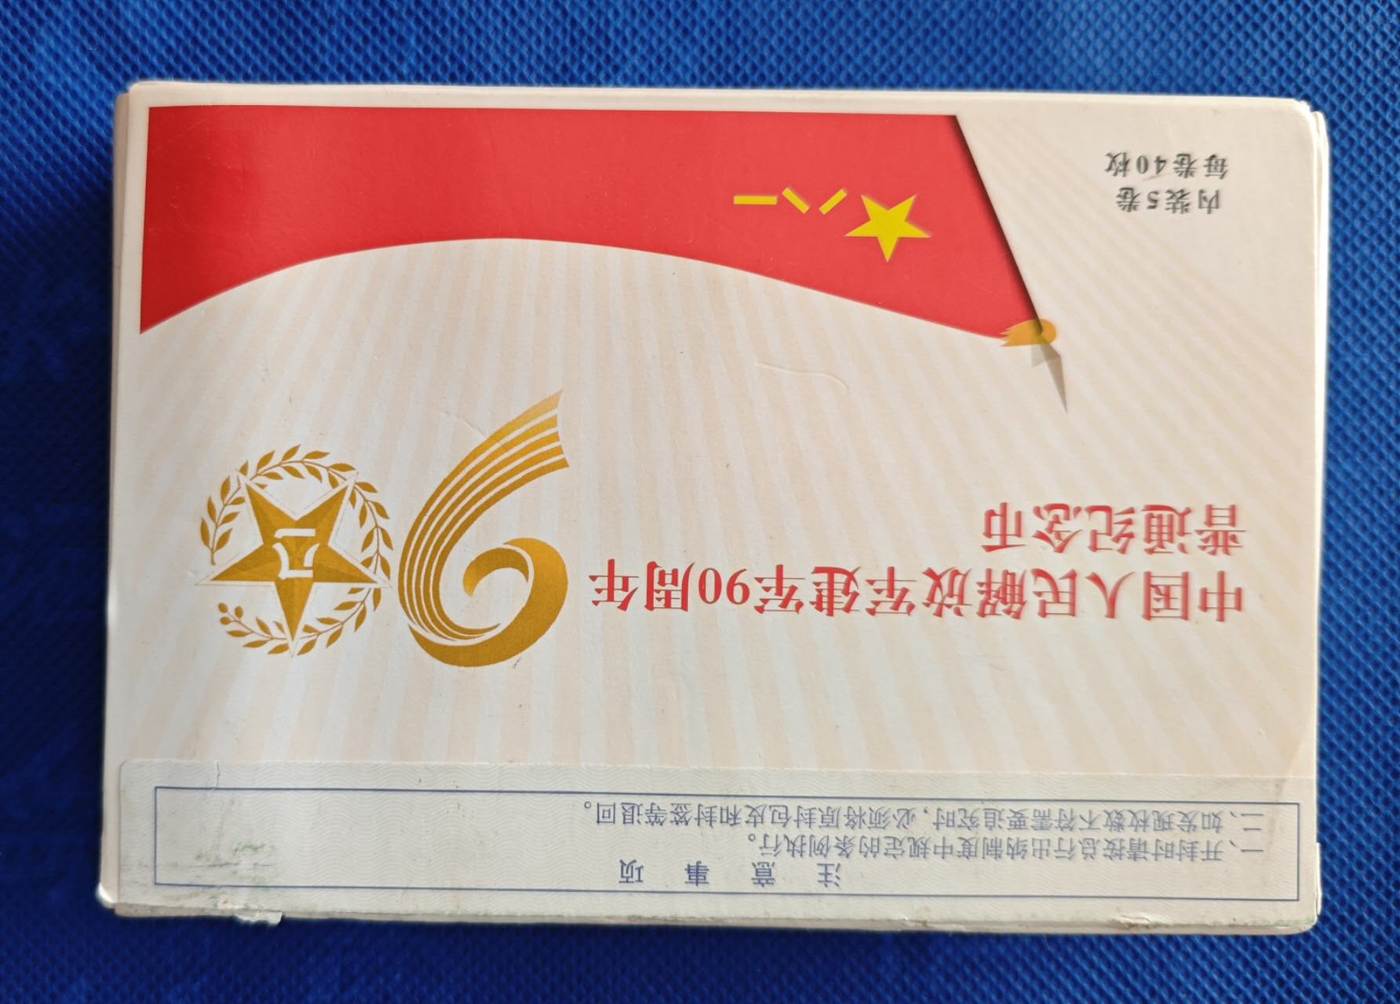 注意事项
一、开封时请按总行出纳制度中规定的条例执行。
二、如发现枚数不符需要追究时，必须将原封包皮和封签等退回。
中国人民解放军建军90周年
普通纪念币
9
八一
八一
内装5卷
每卷40枚